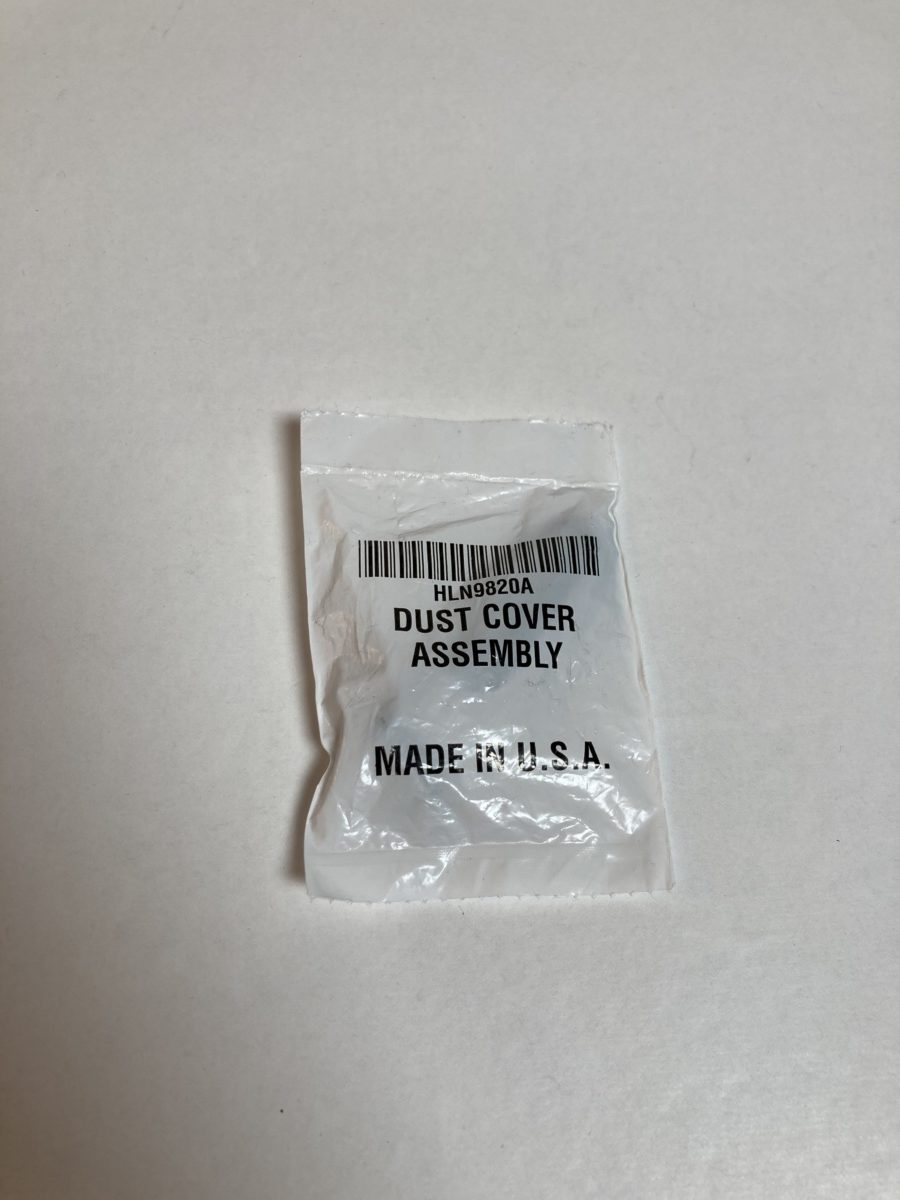 HLN9820A
DUST COVER
ASSEMBLY
MADE IN U.S.A.